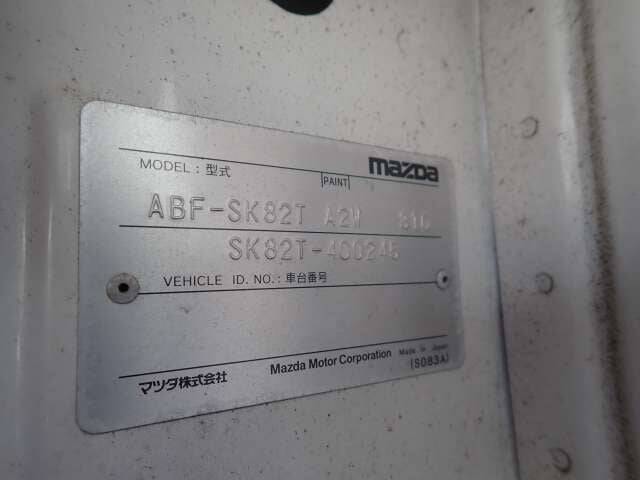 mazda
MODEL : 型式
PAINT
ABF-SK82T A2W
SK82T-400245
VEHICLE ID. NO. : 車台番号
マツダ株式会社 Mazda Motor Corporation Made in Japan
(S083A)